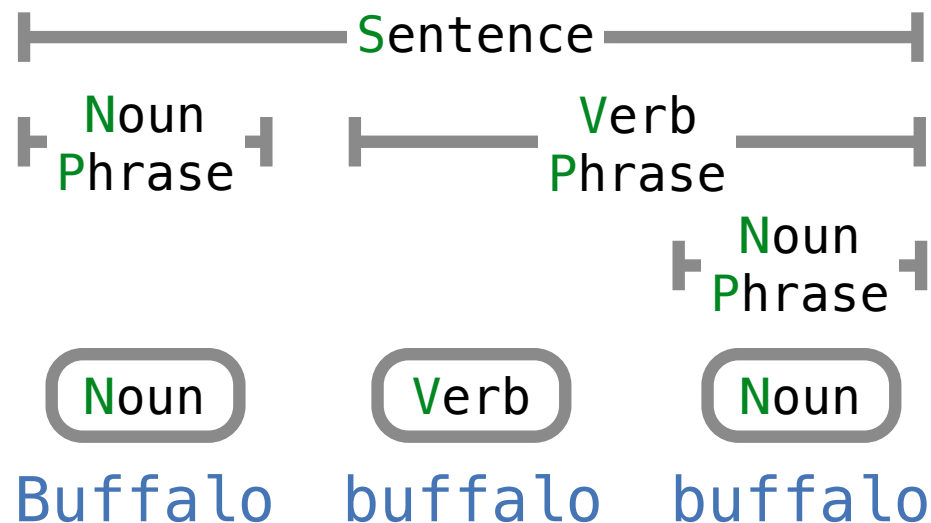 Sentence
Noun Phrase
Verb Phrase
Noun Phrase
Noun Verb Noun
Buffalo buffalo buffalo